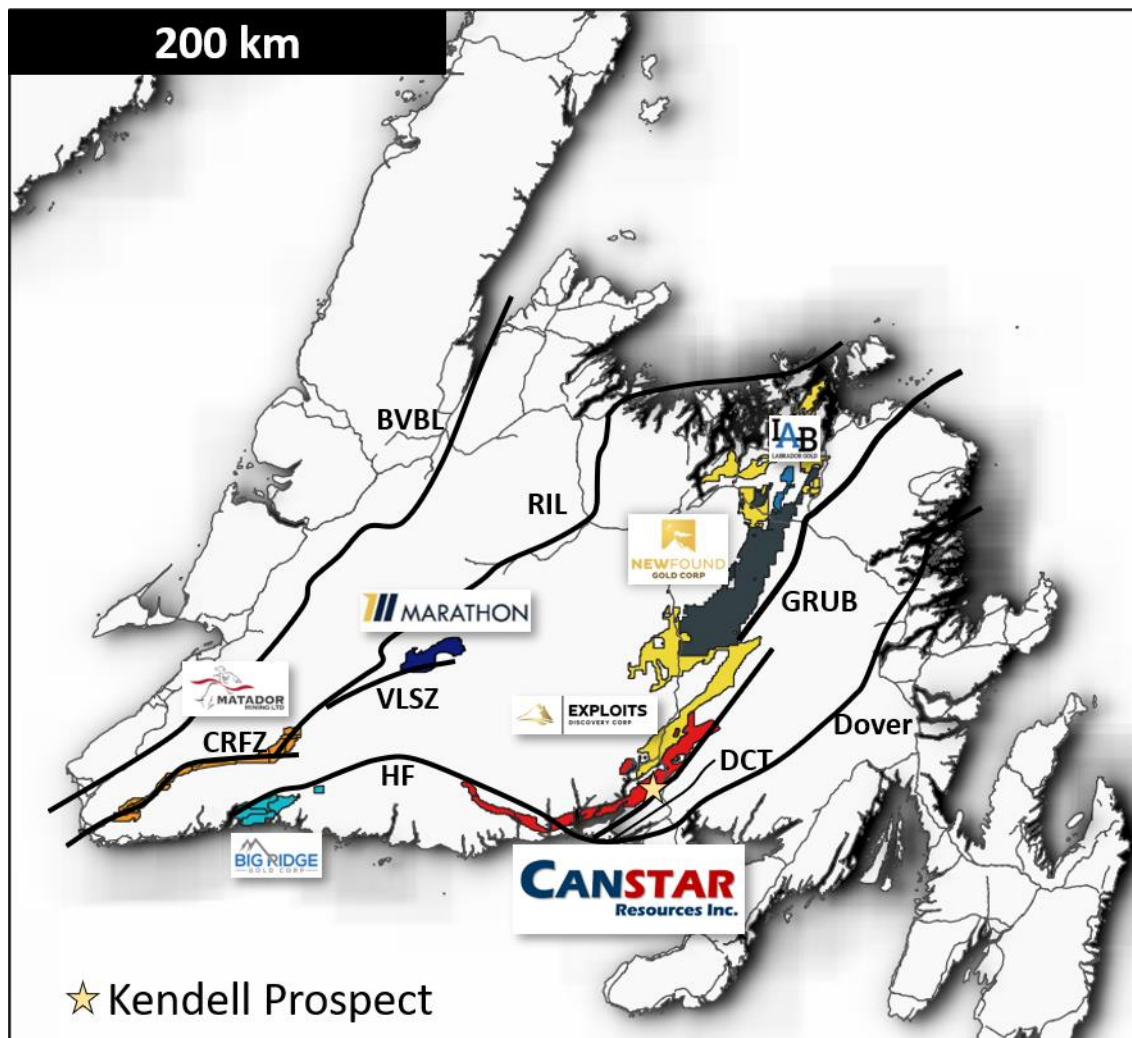 200 km
BVBL
LAB
LABRADOR GOLD
RIL
NEWFOUND
GOLD CORP
GRUB
MARATHON
VLSZ
MATADOR
MINING LTD
EXPLOITS
DISCOVERY CORP
Dover
CRFZ
DCT
HF
BIG RIDGE
GOLD CORP
CANSTAR
Resources Inc.
Kendell Prospect